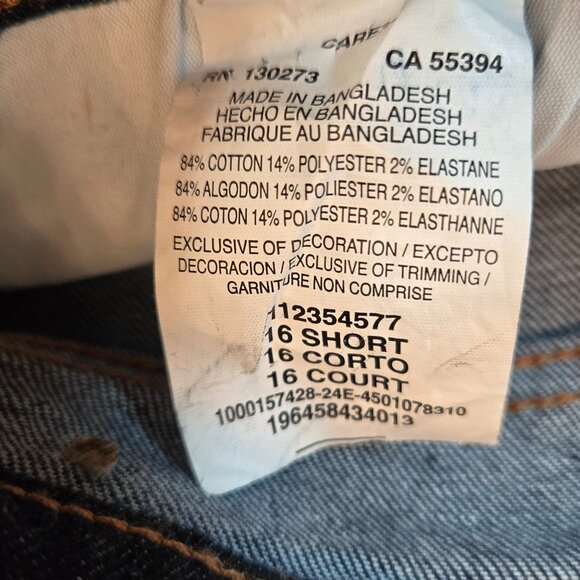 CARE
RN 130273
CA 55394
MADE IN BANGLADESH
HECHO EN BANGLADESH
FABRIQUE AU BANGLADESH
84% COTTON 14% POLYESTER 2% ELASTANE
84% ALGODON 14% POLIESTER 2% ELASTANO
84% COTON 14% POLYESTER 2% ELASTHANNE
EXCLUSIVE OF DECORATION / EXCEPTO
DECORACION / EXCLUSIVE OF TRIMMING /
GARNITURE NON COMPRISE
112354577
16 SHORT
16 CORTO
16 COURT
1000157428-24E-4501078310
196458434013